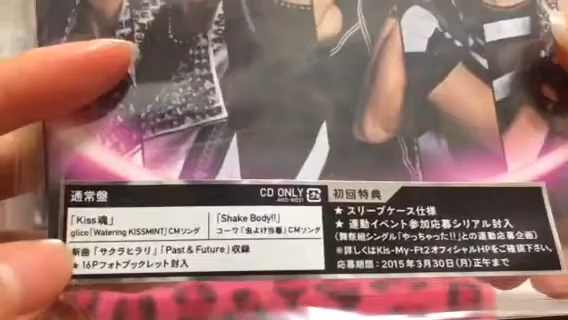 通常盤
CD ONLY
「Kiss魂」
glico「Watering KISSMINT」CMソング
「Shake Body!!」
コーワ「虫よけ当番」CMソング
新曲「サクラヒラリ」「Past & Future」収録
★16Pフォトブックレット封入
初回特典
★ スリーブケース仕様
★ 連動イベント参加応募シリアル封入
(舞祭組シングル「やっちゃった!!」との連動応募企画)
※詳しくはKis-My-Ft2オフィシャルHPをご確認下さい。
応募期間：2015年3月30日(月)正午まで